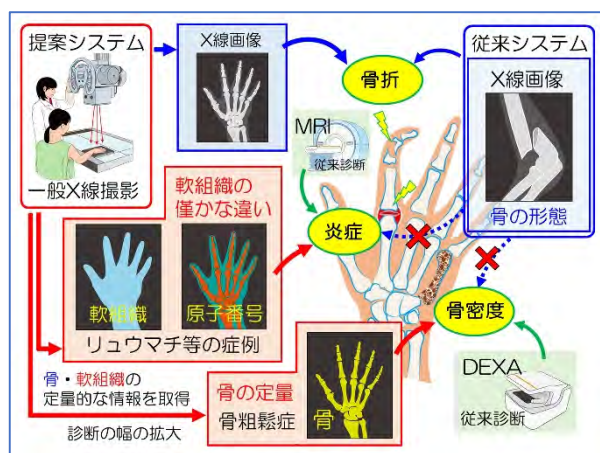 提案システム
一般X線撮影
X線画像
骨折
従来システム
X線画像
骨の形態
MRI
従来診断
軟組織の
僅かな違い
軟組織
原子番号
リュウマチ等の症例
炎症
骨密度
骨・軟組織の
定量的な情報を取得
診断の幅の拡大
骨の定量
骨粗鬆症
骨
DEXA
従来診断